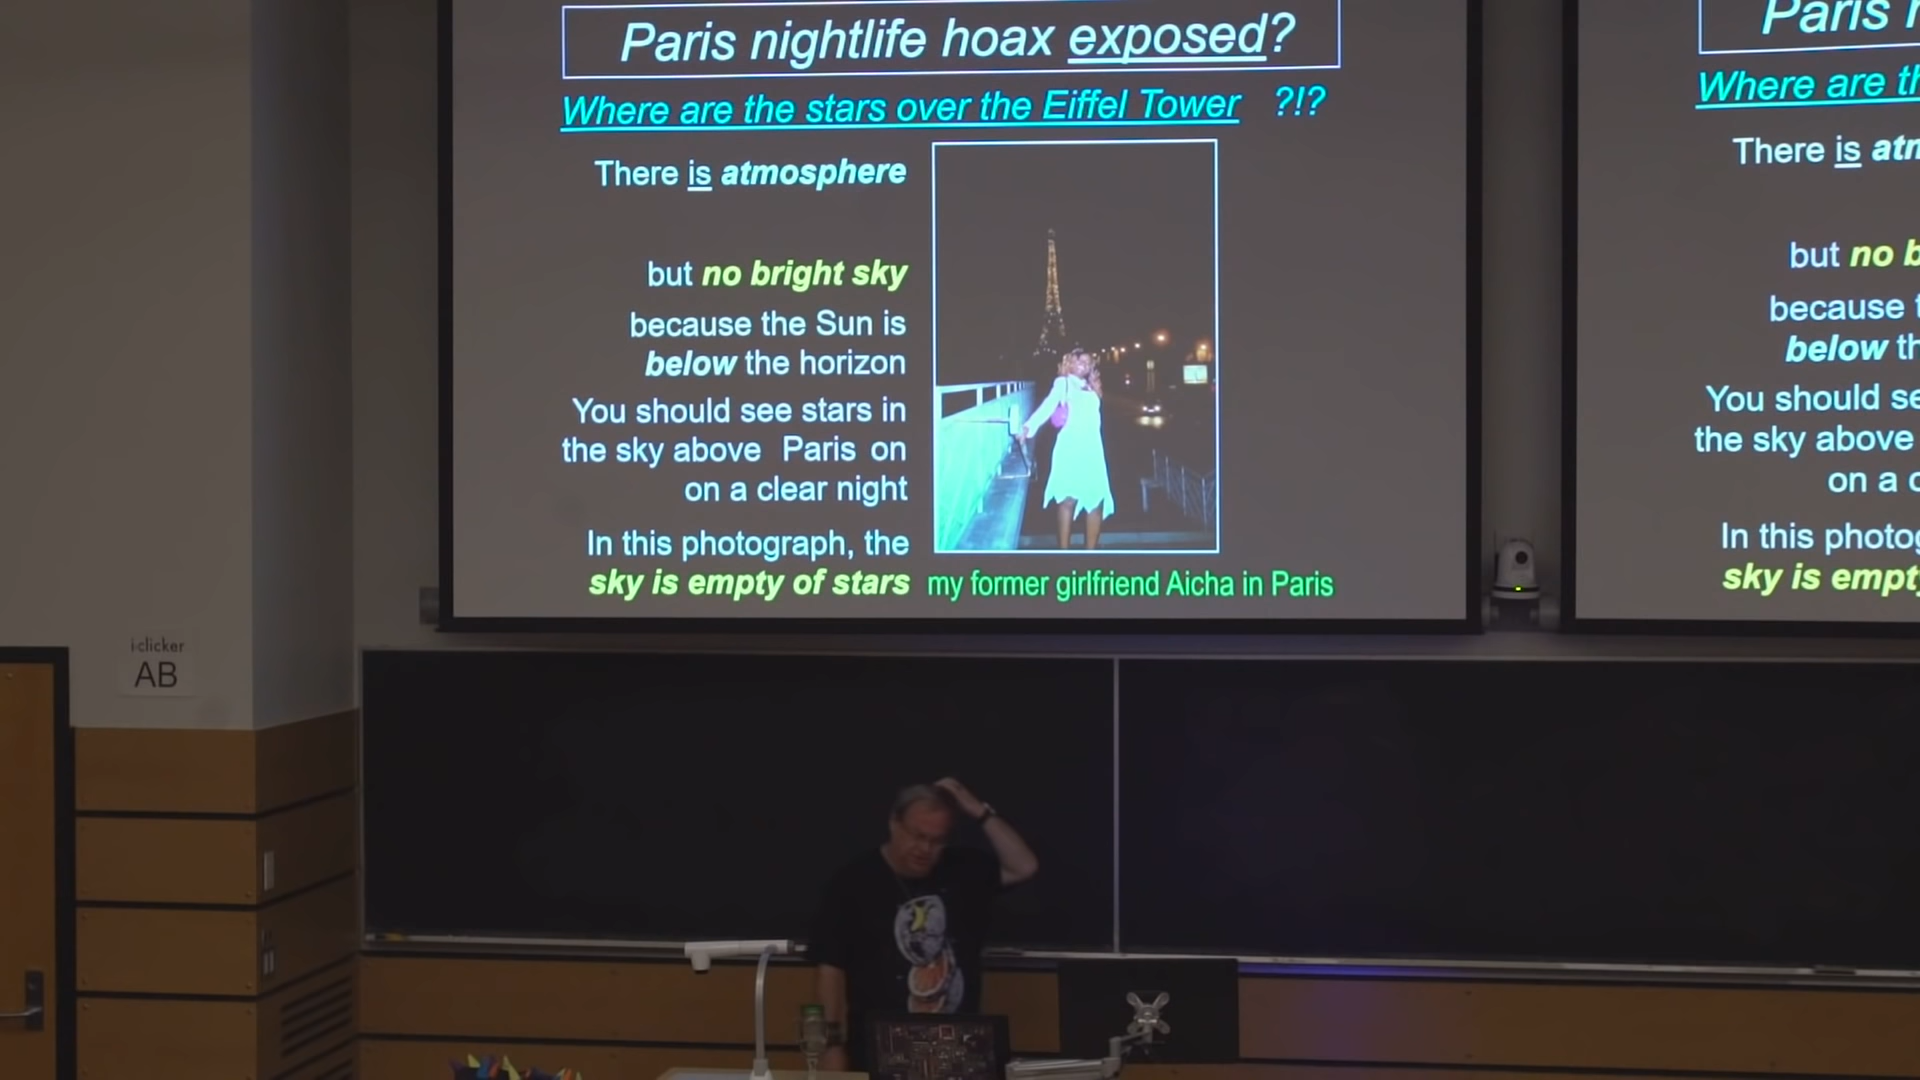 Paris nightlife hoax exposed?
Where are the stars over the Eiffel Tower ?!?
There is atmosphere
but no bright sky
because the Sun is
below the horizon
You should see stars in
the sky above Paris on
on a clear night
In this photograph, the
sky is empty of stars
my former girlfriend Aicha in Paris
Paris
Where are th
There is atm
but no b
because
below th
You should se
the sky above
on a c
In this photog
sky is empty
i-clicker
AB